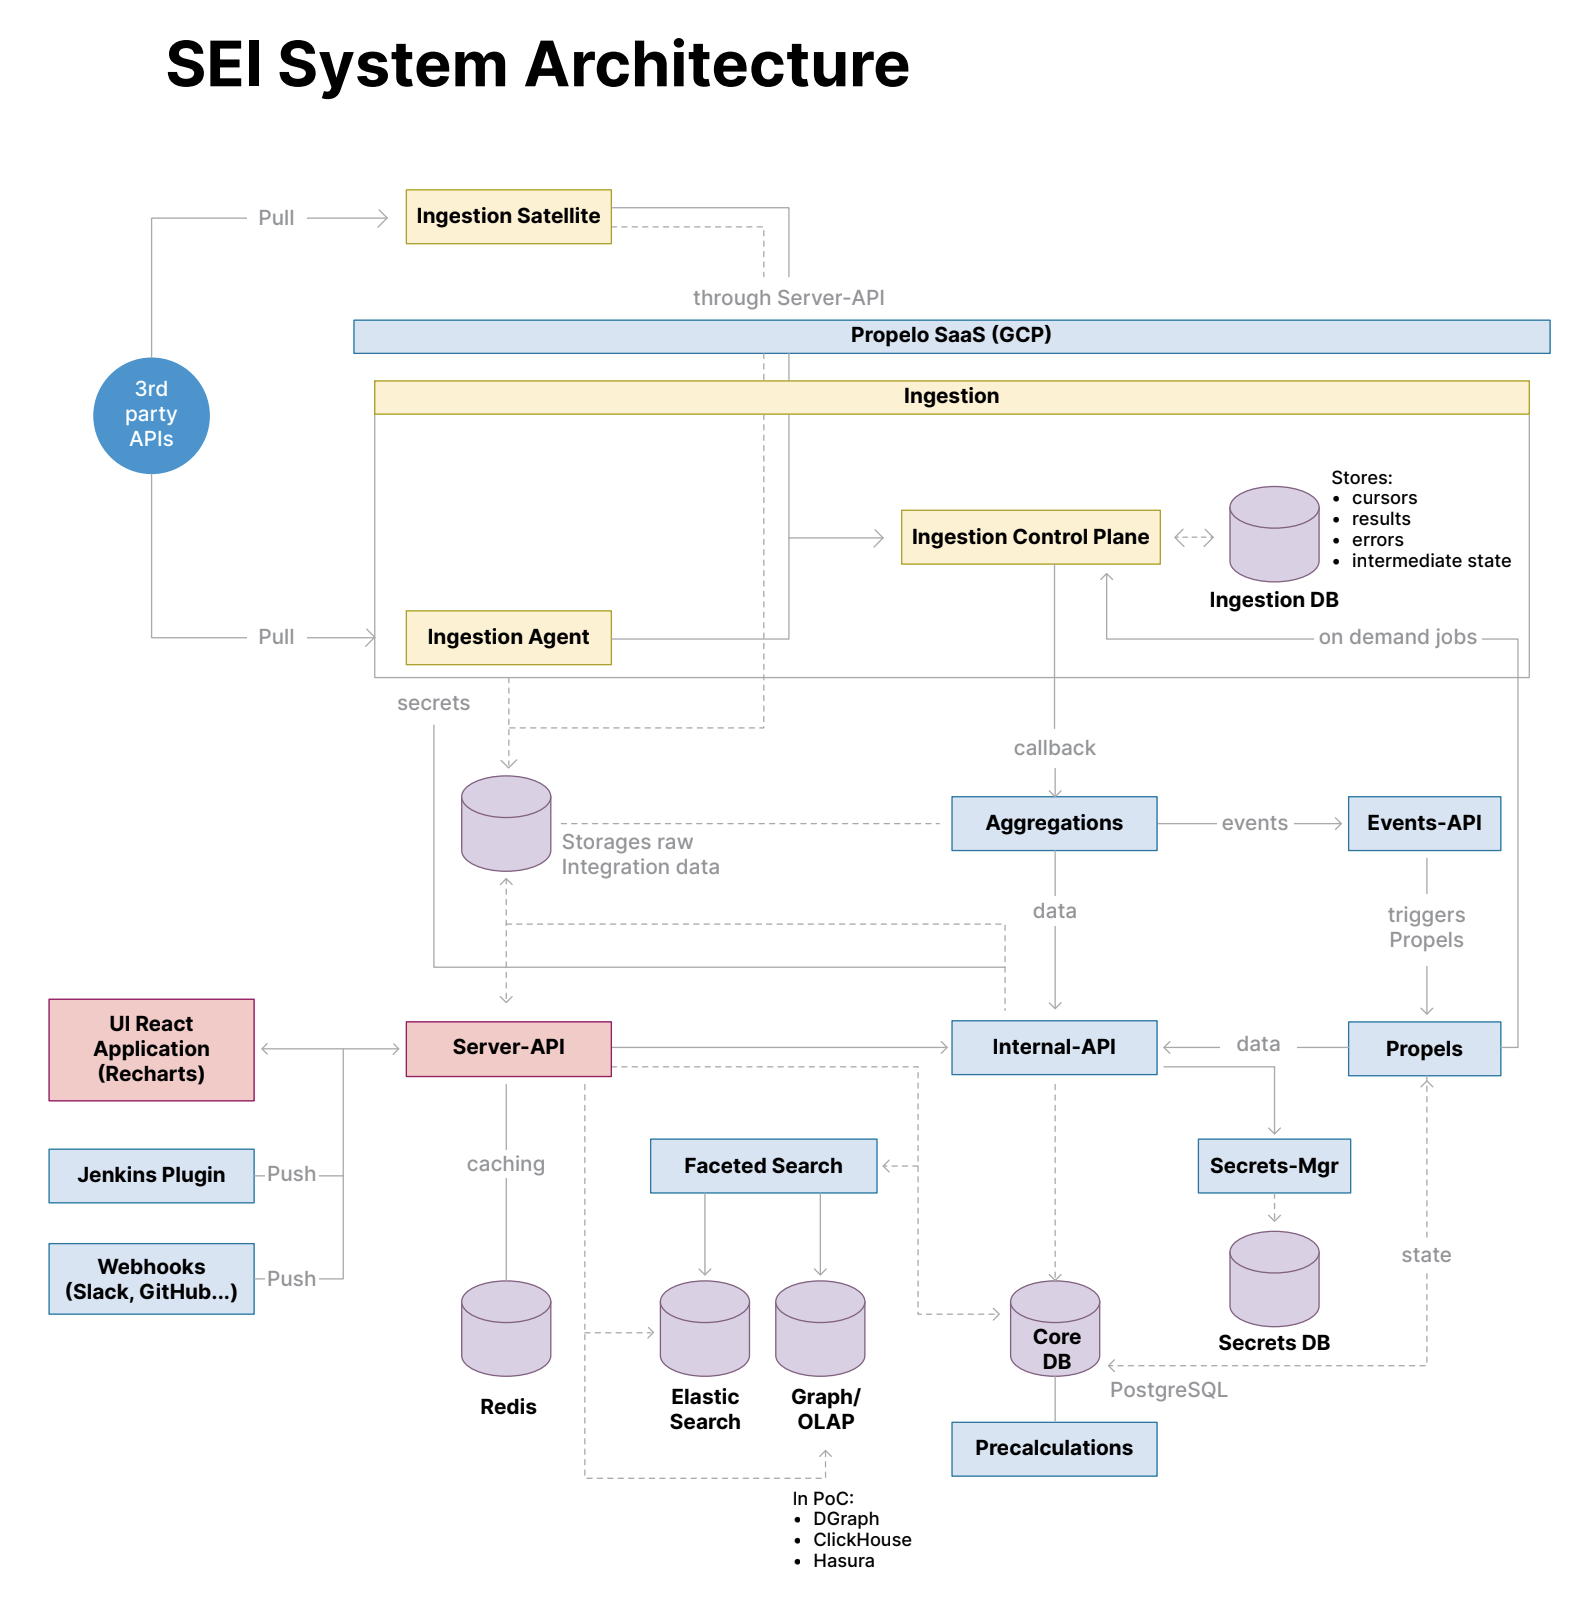 SEI System Architecture
Pull
Ingestion Satellite
through Server-API
Propelo SaaS (GCP)
3rd
party
APIs
Ingestion
Stores:
• cursors
• results
• errors
• intermediate state
Ingestion Control Plane
Ingestion DB
Pull
Ingestion Agent
on demand jobs
secrets
callback
Storages raw
Integration data
Aggregations
events
Events-API
data
triggers
Propels
UI React
Application
(Recharts)
Server-API
Internal-API
data
Propels
Jenkins Plugin
Push
caching
Faceted Search
Secrets-Mgr
Webhooks
(Slack, GitHub...)
Push
state
Redis
Elastic
Search
Graph/
OLAP
Core
DB
Secrets DB
PostgreSQL
Precalculations
In PoC:
• DGraph
• ClickHouse
• Hasura